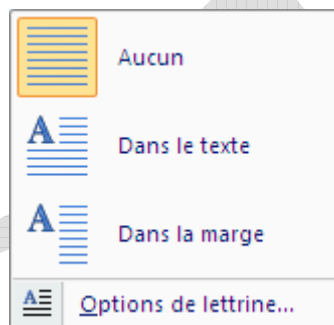 Aucun
Dans le texte
Dans la marge
Options de lettrine...